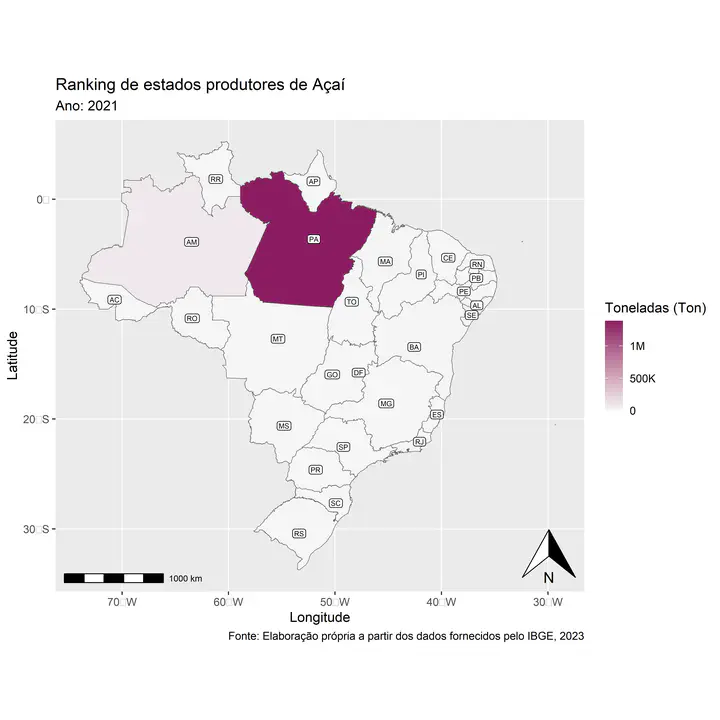 Ranking de estados produtores de Açaí
Ano: 2021
RR
AP
0□
AM
PA
MA
CE
RN
PI
PB
PE
AC
TO
AL
10□S
SE
RO
MT
BA
GO
DF
MG
ES
20□S
MS
RJ
SP
PR
SC
30□S
RS
1000 km
N
70□W
60□W
50□W
40□W
30□W
Latitude
Longitude
Toneladas (Ton)
1M
500K
0
Fonte: Elaboração própria a partir dos dados fornecidos pelo IBGE, 2023